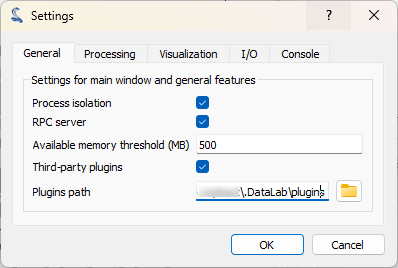 Settings
?
General Processing Visualization I/O Console
Settings for main window and general features
Process isolation
RPC server
Available memory threshold (MB) 500
Third-party plugins
Plugins path \.DataLab\plugins
OK Cancel